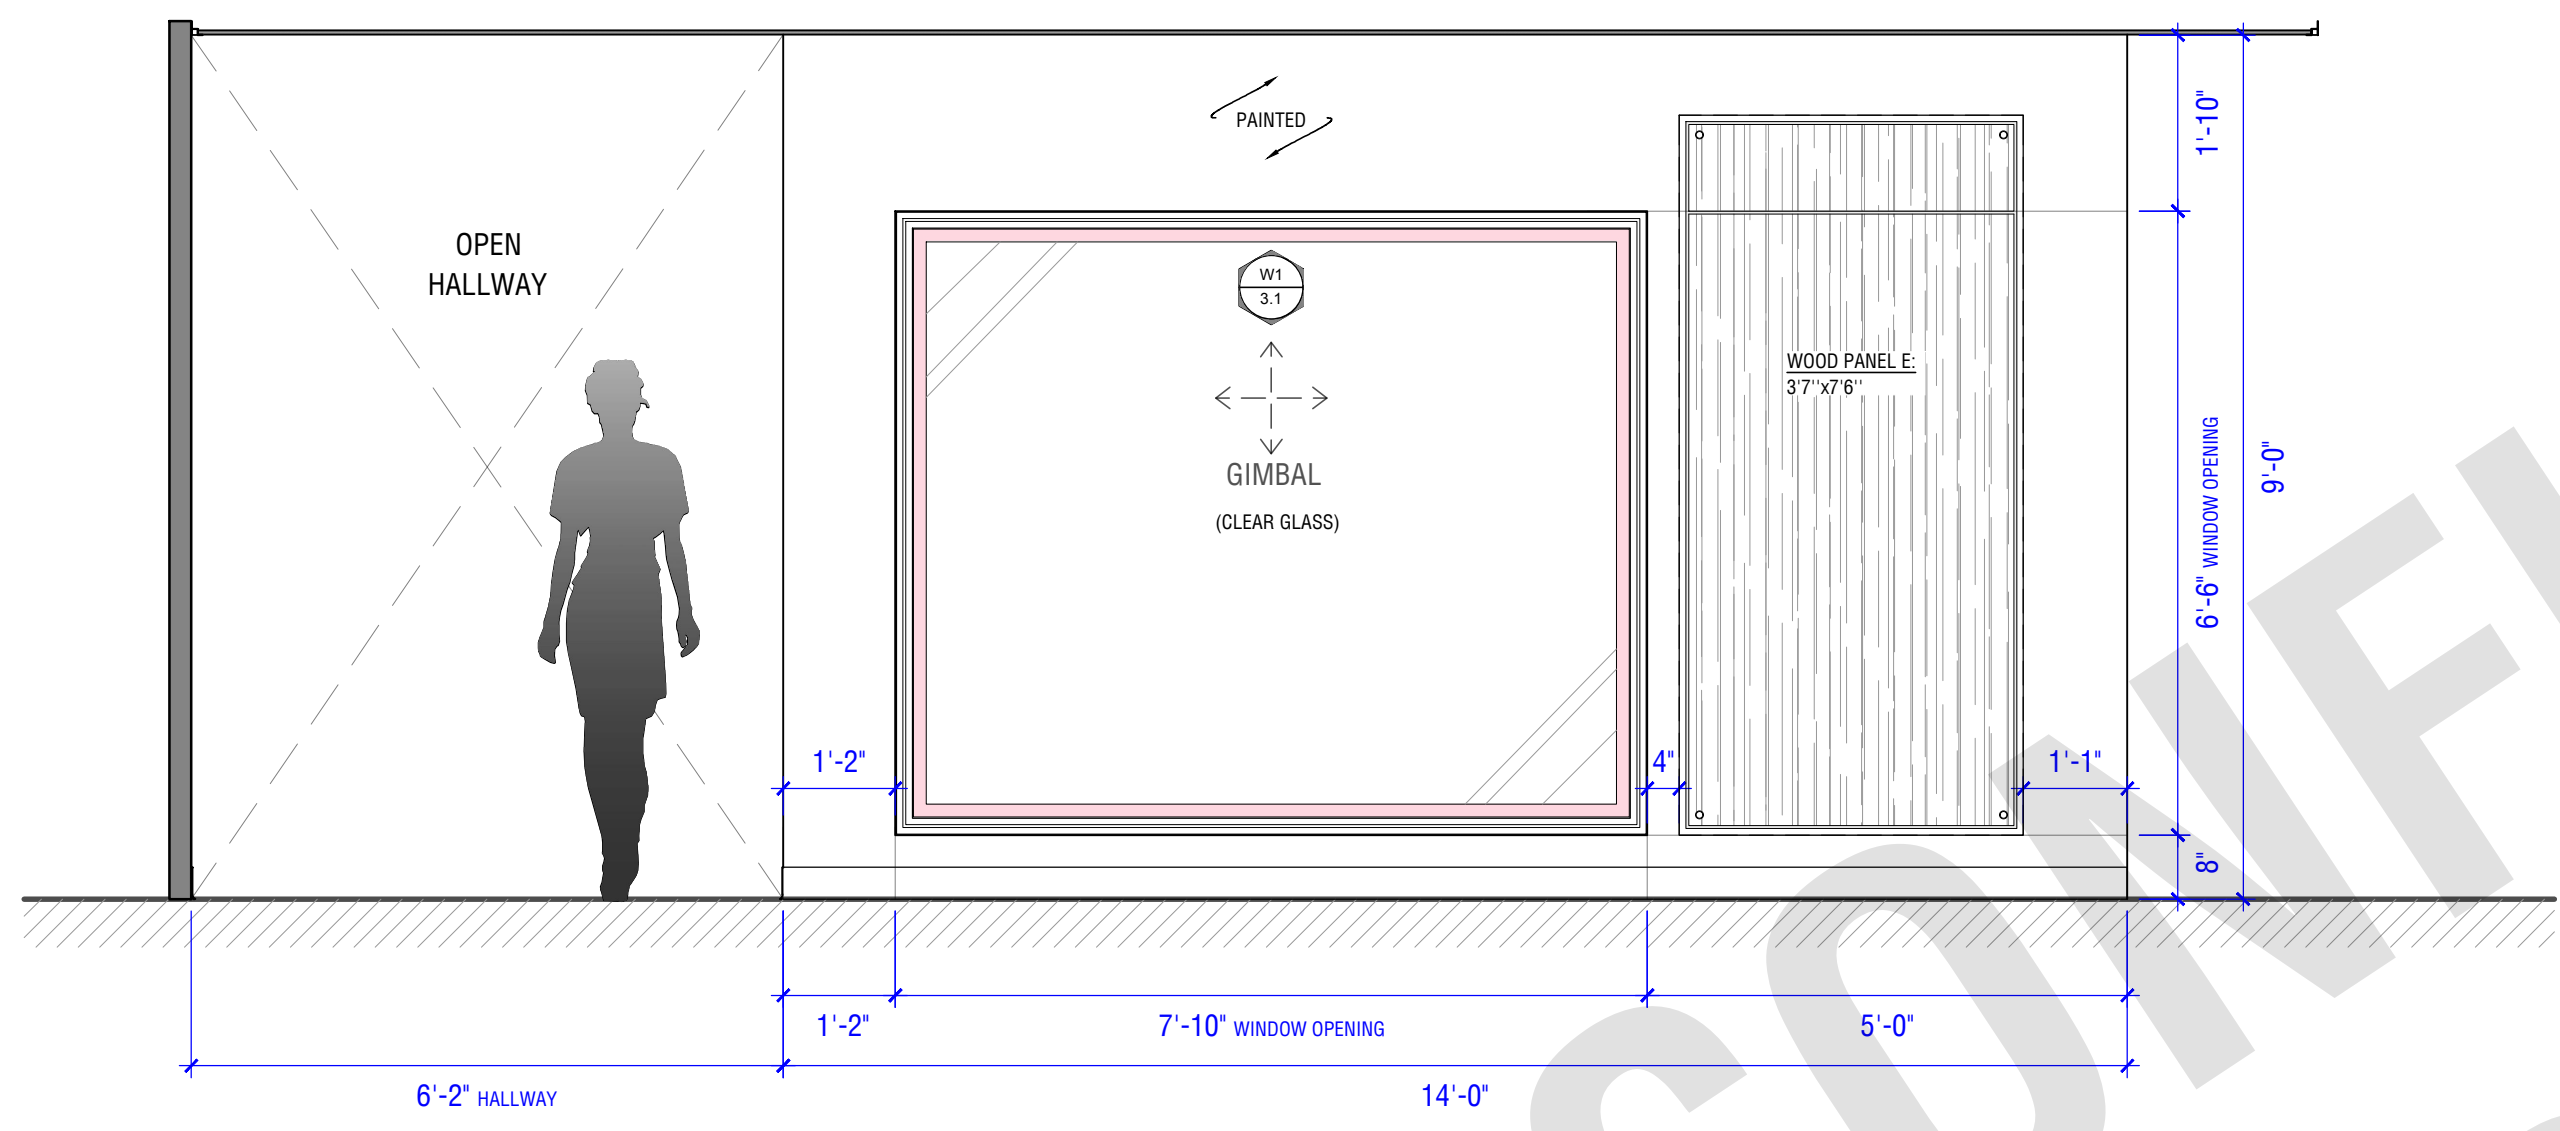 PAINTED
1'-10"
OPEN
HALLWAY
W1
3.1
WOOD PANEL E:
3'7''x7'6''
GIMBAL
(CLEAR GLASS)
6'-6" WINDOW OPENING
9'-0"
1'-2"
4"
1'-1"
8"
1'-2"
7'-10" WINDOW OPENING
5'-0"
6'-2" HALLWAY
14'-0"